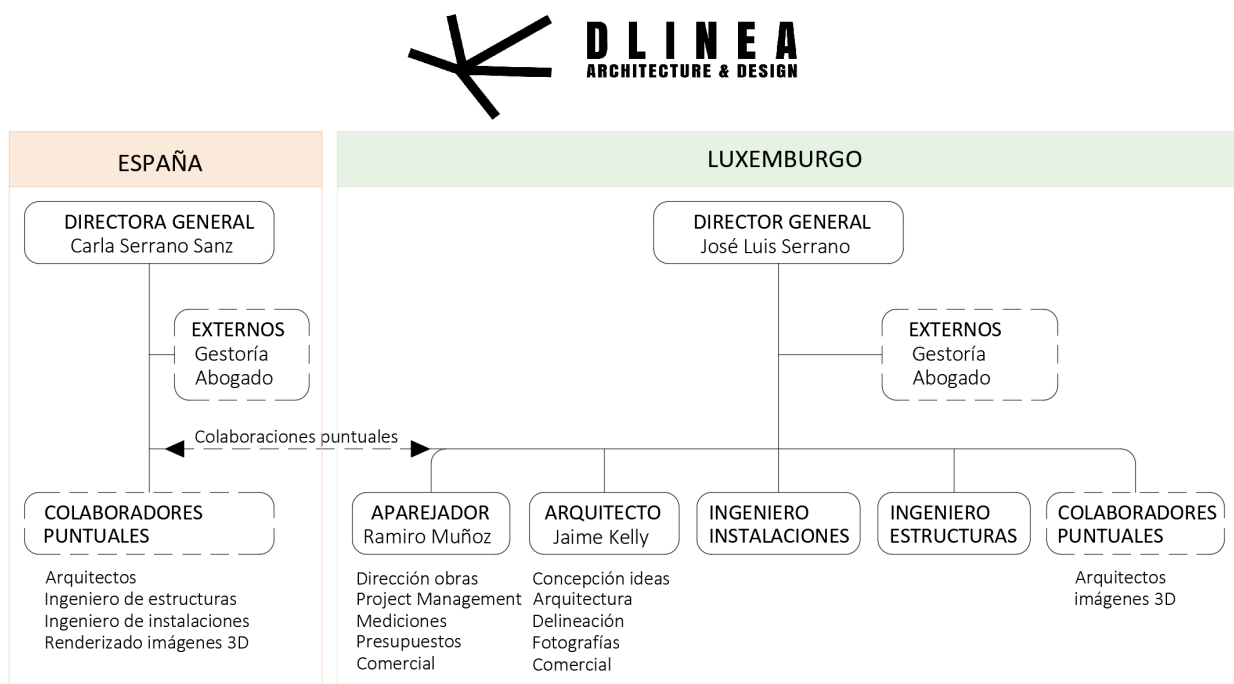 DLINEA
ARCHITECTURE & DESIGN
ESPAÑA
DIRECTORA GENERAL
Carla Serrano Sanz
EXTERNOS
Gestoría
Abogado
Colaboraciones puntuales
COLABORADORES
PUNTUALES
Arquitectos
Ingeniero de estructuras
Ingeniero de instalaciones
Renderizado imágenes 3D
LUXEMBURGO
DIRECTOR GENERAL
José Luis Serrano
EXTERNOS
Gestoría
Abogado
APAREJADOR
Ramiro Muñoz
Dirección obras
Project Management
Mediciones
Presupuestos
Comercial
ARQUITECTO
Jaime Kelly
Concepción ideas
Arquitectura
Delineación
Fotografías
Comercial
INGENIERO
INSTALACIONES
INGENIERO
ESTRUCTURAS
COLABORADORES
PUNTUALES
Arquitectos
imágenes 3D